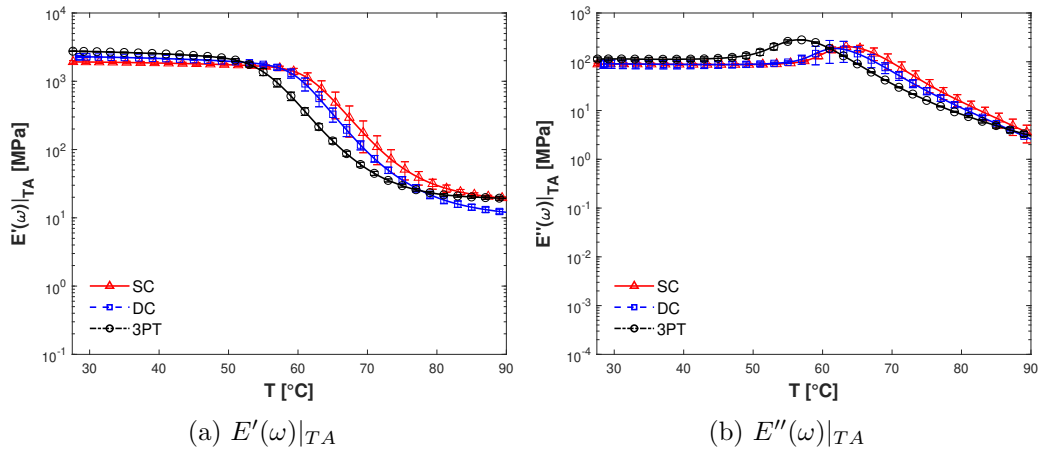 10^4
10^3
10^2
10^1
10^0
10^-1
E'(ω)|TA [MPa]
SC
DC
3PT
30 40 50 60 70 80 90
T [°C]
(a) E′(ω)|TA
10^3
10^2
10^1
10^0
10^-1
10^-2
10^-3
10^-4
E''(ω)|TA [MPa]
SC
DC
3PT
30 40 50 60 70 80 90
T [°C]
(b) E′′(ω)|TA